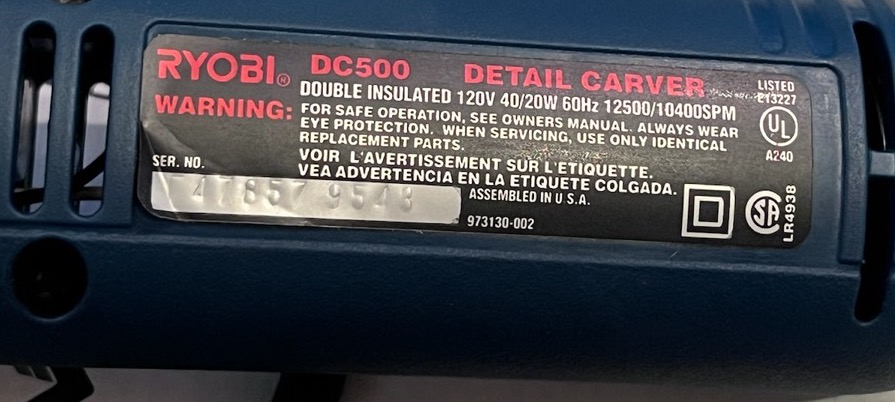 RYOBI® DC500 DETAIL CARVER
DOUBLE INSULATED 120V 40/20W 60Hz 12500/10400SPM
WARNING: FOR SAFE OPERATION, SEE OWNERS MANUAL. ALWAYS WEAR
EYE PROTECTION. WHEN SERVICING, USE ONLY IDENTICAL
REPLACEMENT PARTS.
VOIR L'AVERTISSEMENT SUR L'ETIQUETTE.
VEA ADVERTENCIA EN LA ETIQUETE COLGADA.
SER. NO.
ASSEMBLED IN U.S.A.
973130-002
LISTED
UL
A240
SA
LR4938